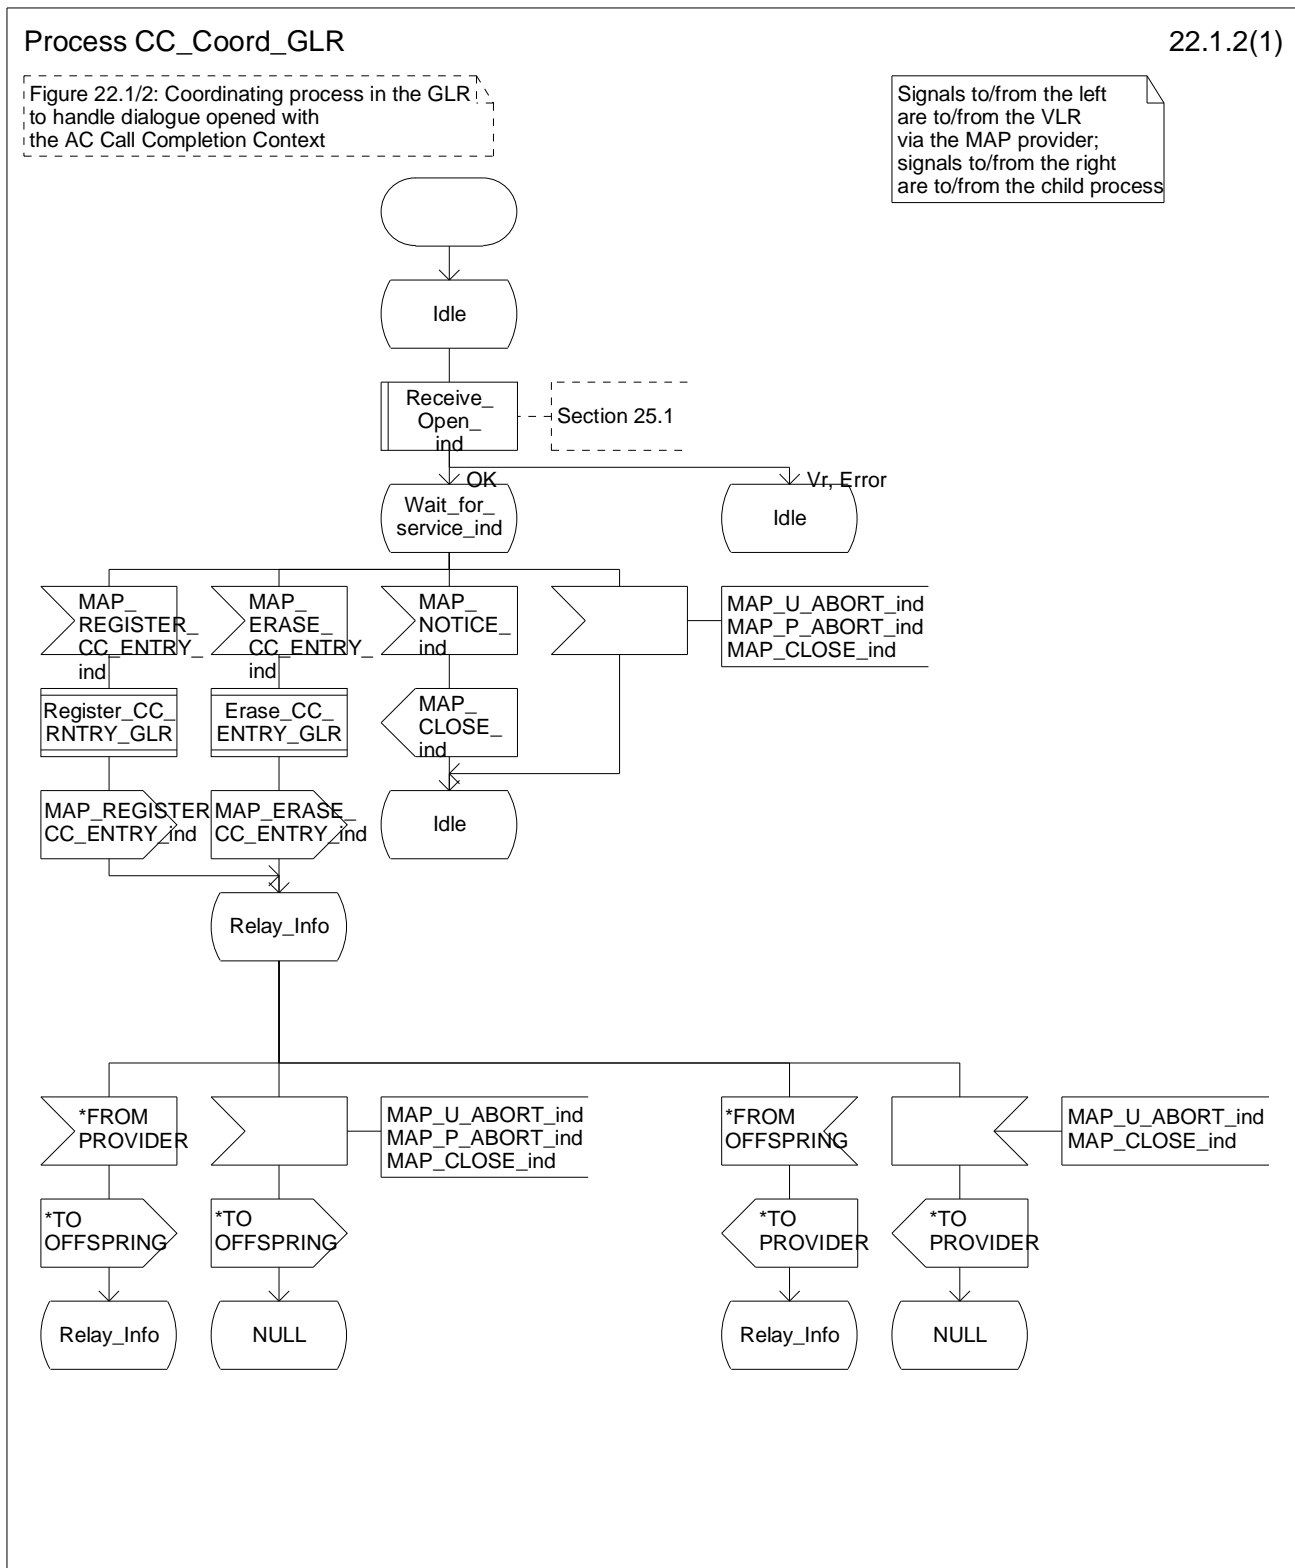 Process CC_Coord_GLR
22.1.2(1)
Figure 22.1/2: Coordinating process in the GLR
to handle dialogue opened with
the AC Call Completion Context
Signals to/from the left
are to/from the VLR
via the MAP provider;
signals to/from the right
are to/from the child process
Idle
Receive_
Open_
ind
Section 25.1
OK
Vr, Error
Wait_for_
service_ind
Idle
MAP_
REGISTER_
CC_ENTRY_
ind
MAP_
ERASE_
CC_ENTRY_
ind
MAP_
NOTICE_
ind
MAP_U_ABORT_ind
MAP_P_ABORT_ind
MAP_CLOSE_ind
Register_CC_
RNTRY_GLR
Erase_CC_
ENTRY_GLR
MAP_
CLOSE_
ind
MAP_REGISTER
CC_ENTRY_ind
MAP_ERASE_
CC_ENTRY_ind
Idle
Relay_Info
*FROM
PROVIDER
MAP_U_ABORT_ind
MAP_P_ABORT_ind
MAP_CLOSE_ind
*FROM
OFFSPRING
MAP_U_ABORT_ind
MAP_CLOSE_ind
*TO
OFFSPRING
*TO
OFFSPRING
*TO
PROVIDER
*TO
PROVIDER
Relay_Info
NULL
Relay_Info
NULL